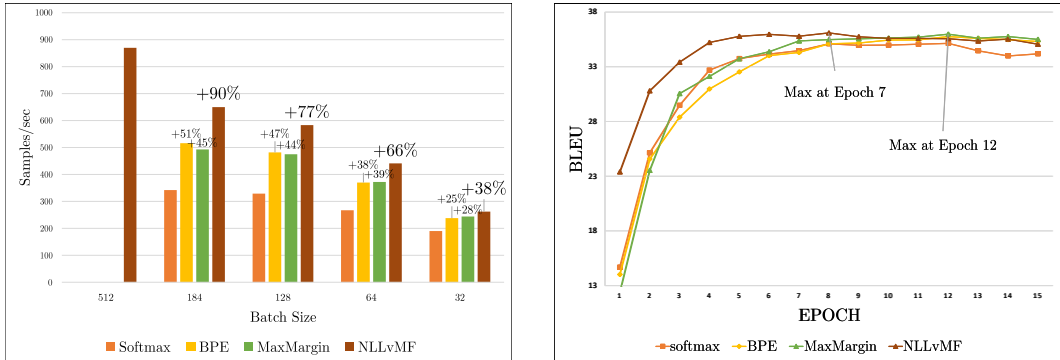 1000
900
800
700
600
500
400
300
200
100
0
Samples/sec
+90%
+51%
+45%
+77%
+47%
+44%
+66%
+38%
+39%
+38%
+25%
+28%
512 184 128 64 32
Batch Size
Softmax BPE MaxMargin NLLvMF
38
33
28
23
18
13
BLEU
Max at Epoch 7
Max at Epoch 12
1 2 3 4 5 6 7 8 9 10 11 12 13 14 15
EPOCH
softmax BPE MaxMargin NLLvMF